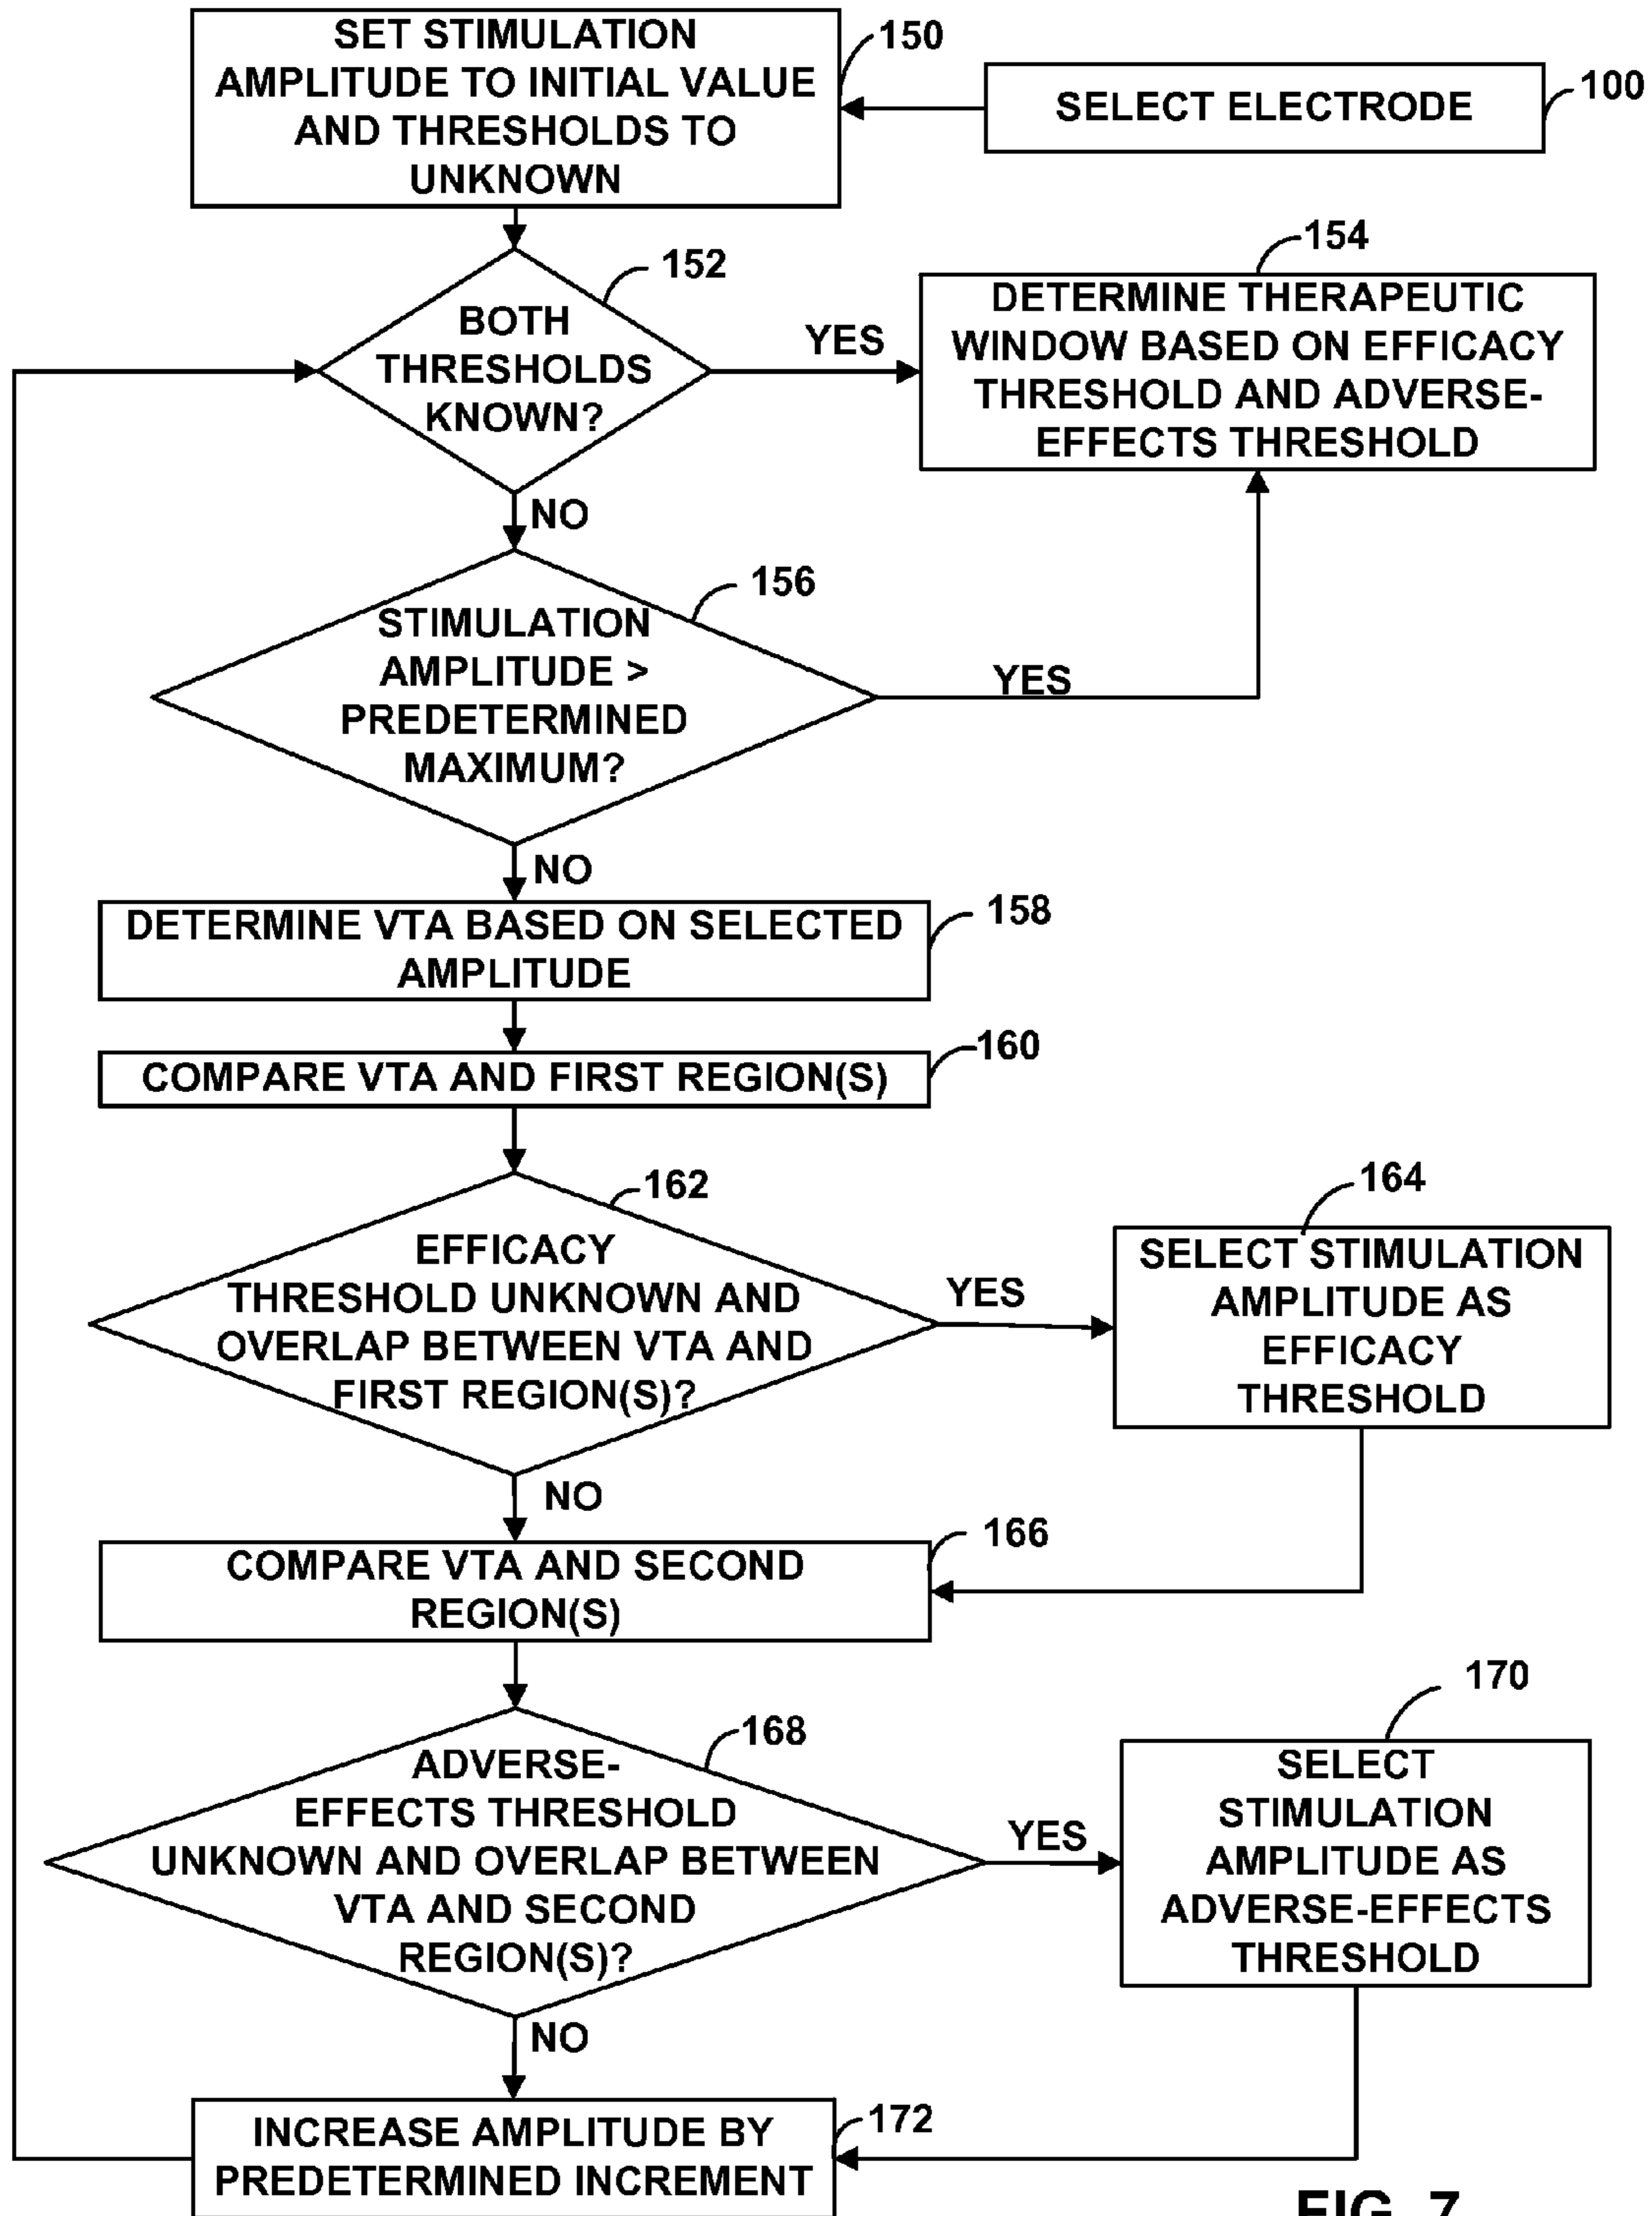 SET STIMULATION
AMPLITUDE TO INITIAL VALUE
AND THRESHOLDS TO
UNKNOWN
150
SELECT ELECTRODE
100
152
BOTH
THRESHOLDS
KNOWN?
YES
154
DETERMINE THERAPEUTIC
WINDOW BASED ON EFFICACY
THRESHOLD AND ADVERSE-
EFFECTS THRESHOLD
NO
156
STIMULATION
AMPLITUDE >
PREDETERMINED
MAXIMUM?
YES
NO
DETERMINE VTA BASED ON SELECTED
AMPLITUDE
158
COMPARE VTA AND FIRST REGION(S)
160
162
EFFICACY
THRESHOLD UNKNOWN AND
OVERLAP BETWEEN VTA AND
FIRST REGION(S)?
YES
164
SELECT STIMULATION
AMPLITUDE AS
EFFICACY
THRESHOLD
NO
COMPARE VTA AND SECOND
REGION(S)
166
168
ADVERSE-
EFFECTS THRESHOLD
UNKNOWN AND OVERLAP BETWEEN
VTA AND SECOND
REGION(S)?
YES
170
SELECT
STIMULATION
AMPLITUDE AS
ADVERSE-EFFECTS
THRESHOLD
NO
INCREASE AMPLITUDE BY
PREDETERMINED INCREMENT
172
FIG. 7